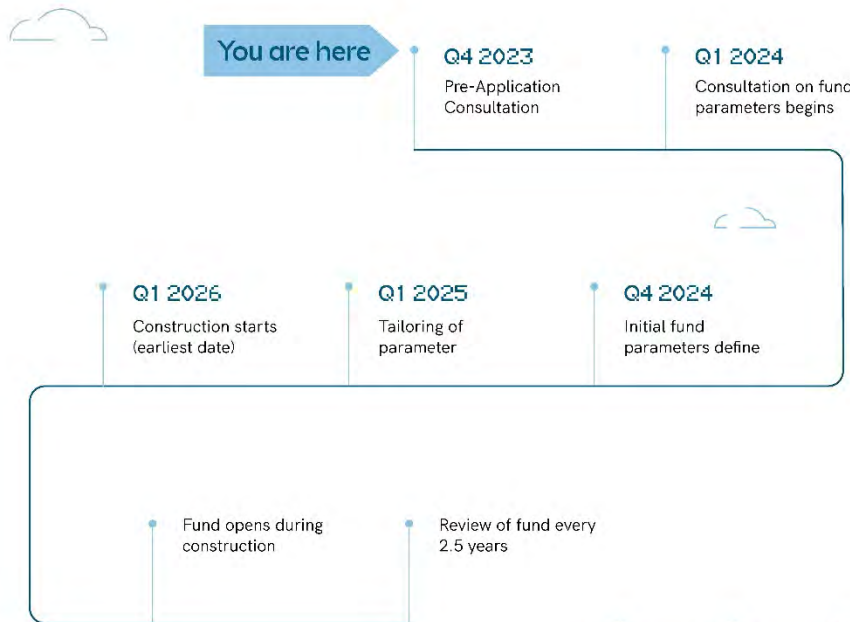 You are here
Q4 2023
Pre-Application
Consultation
Q1 2024
Consultation on fund
parameters begins
Q1 2026
Construction starts
(earliest date)
Q1 2025
Tailoring of
parameter
Q4 2024
Initial fund
parameters define
Fund opens during
construction
Review of fund every
2.5 years